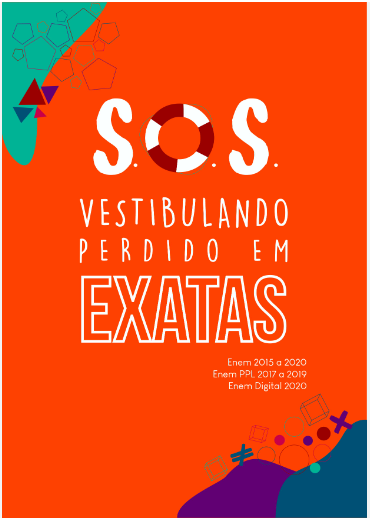 S.O.S.
VESTIBULANDO
PERDIDO EM
EXATAS
Enem 2015 a 2020
Enem PPL 2017 a 2019
Enem Digital 2020